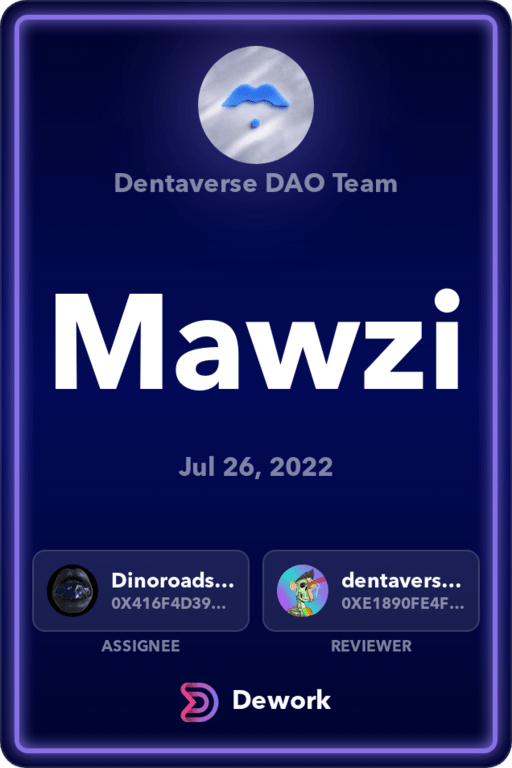 Dentaverse DAO Team
Mawzi
Jul 26, 2022
Dinoroads...
0X416F4D39...
ASSIGNEE
dentavers...
0XE1890FE4F...
REVIEWER
Dework